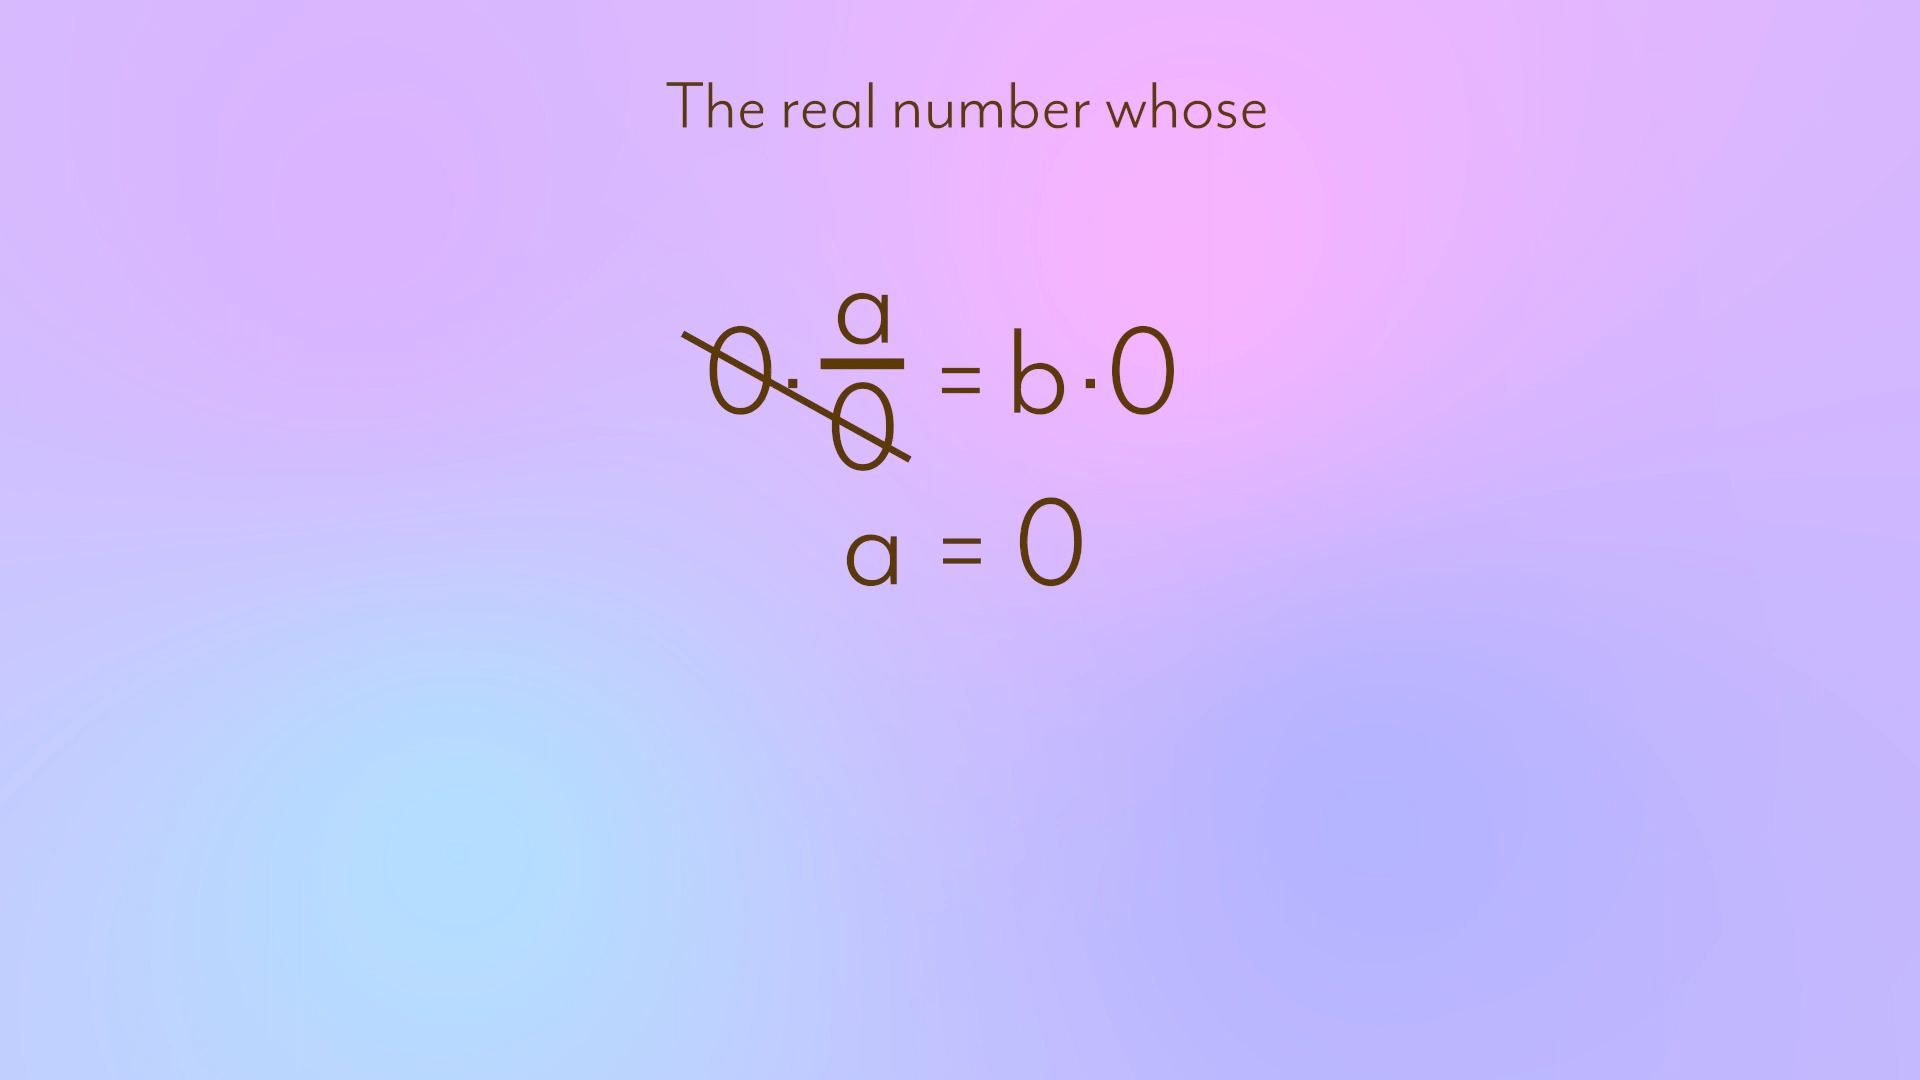 The real number whose
0 · a/0 = b · 0
a = 0